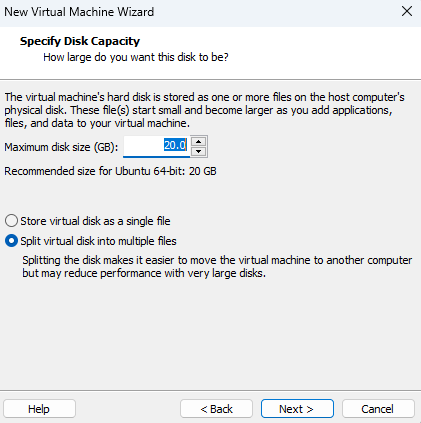 New Virtual Machine Wizard
Specify Disk Capacity
How large do you want this disk to be?
The virtual machine's hard disk is stored as one or more files on the host computer's
physical disk. These file(s) start small and become larger as you add applications,
files, and data to your virtual machine.
Maximum disk size (GB): 20.0
Recommended size for Ubuntu 64-bit: 20 GB
Store virtual disk as a single file
Split virtual disk into multiple files
Splitting the disk makes it easier to move the virtual machine to another computer
but may reduce performance with very large disks.
Help < Back Next > Cancel